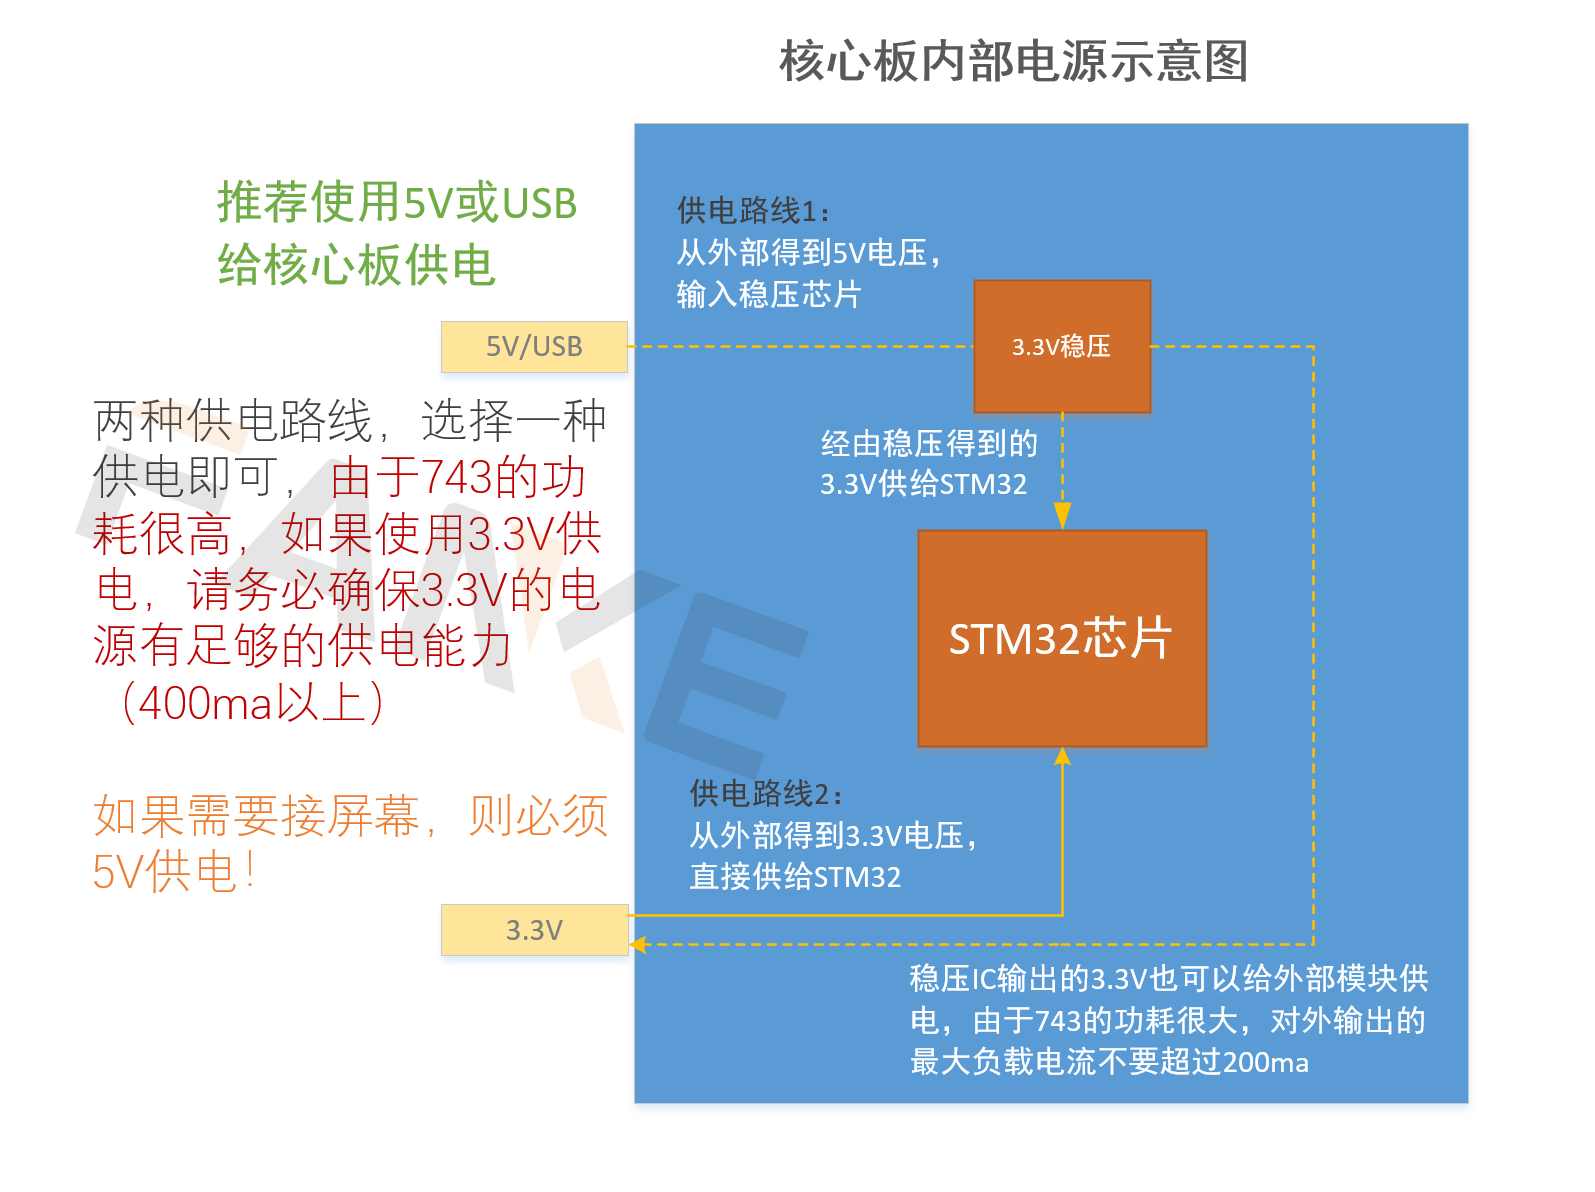 核心板内部电源示意图
推荐使用5V或USB
给核心板供电
供电路线1：
从外部得到5V电压，
输入稳压芯片
5V/USB
3.3V稳压
两种供电路线，选择一种
供电即可，由于743的功
耗很高，如果使用3.3V供
电，请务必确保3.3V的电
源有足够的供电能力
（400ma以上）
经由稳压得到的
3.3V供给STM32
STM32芯片
如果需要接屏幕，则必须
5V供电！
供电路线2：
从外部得到3.3V电压，
直接供给STM32
3.3V
稳压IC输出的3.3V也可以给外部模块供
电，由于743的功耗很大，对外输出的
最大负载电流不要超过200ma
FANKE